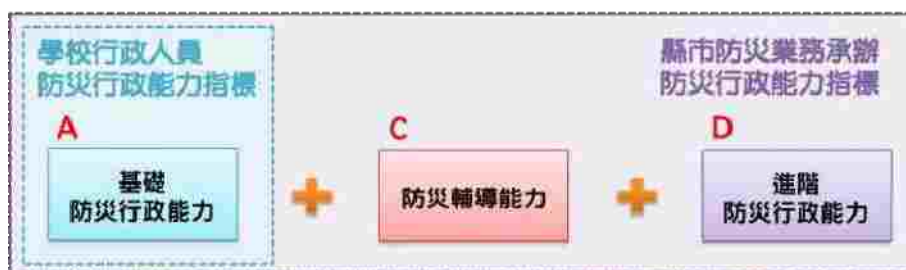 學校行政人員
防災行政能力指標
縣市防災業務承辦
防災行政能力指標
A
基礎
防災行政能力
C
防災輔導能力
D
進階
防災行政能力